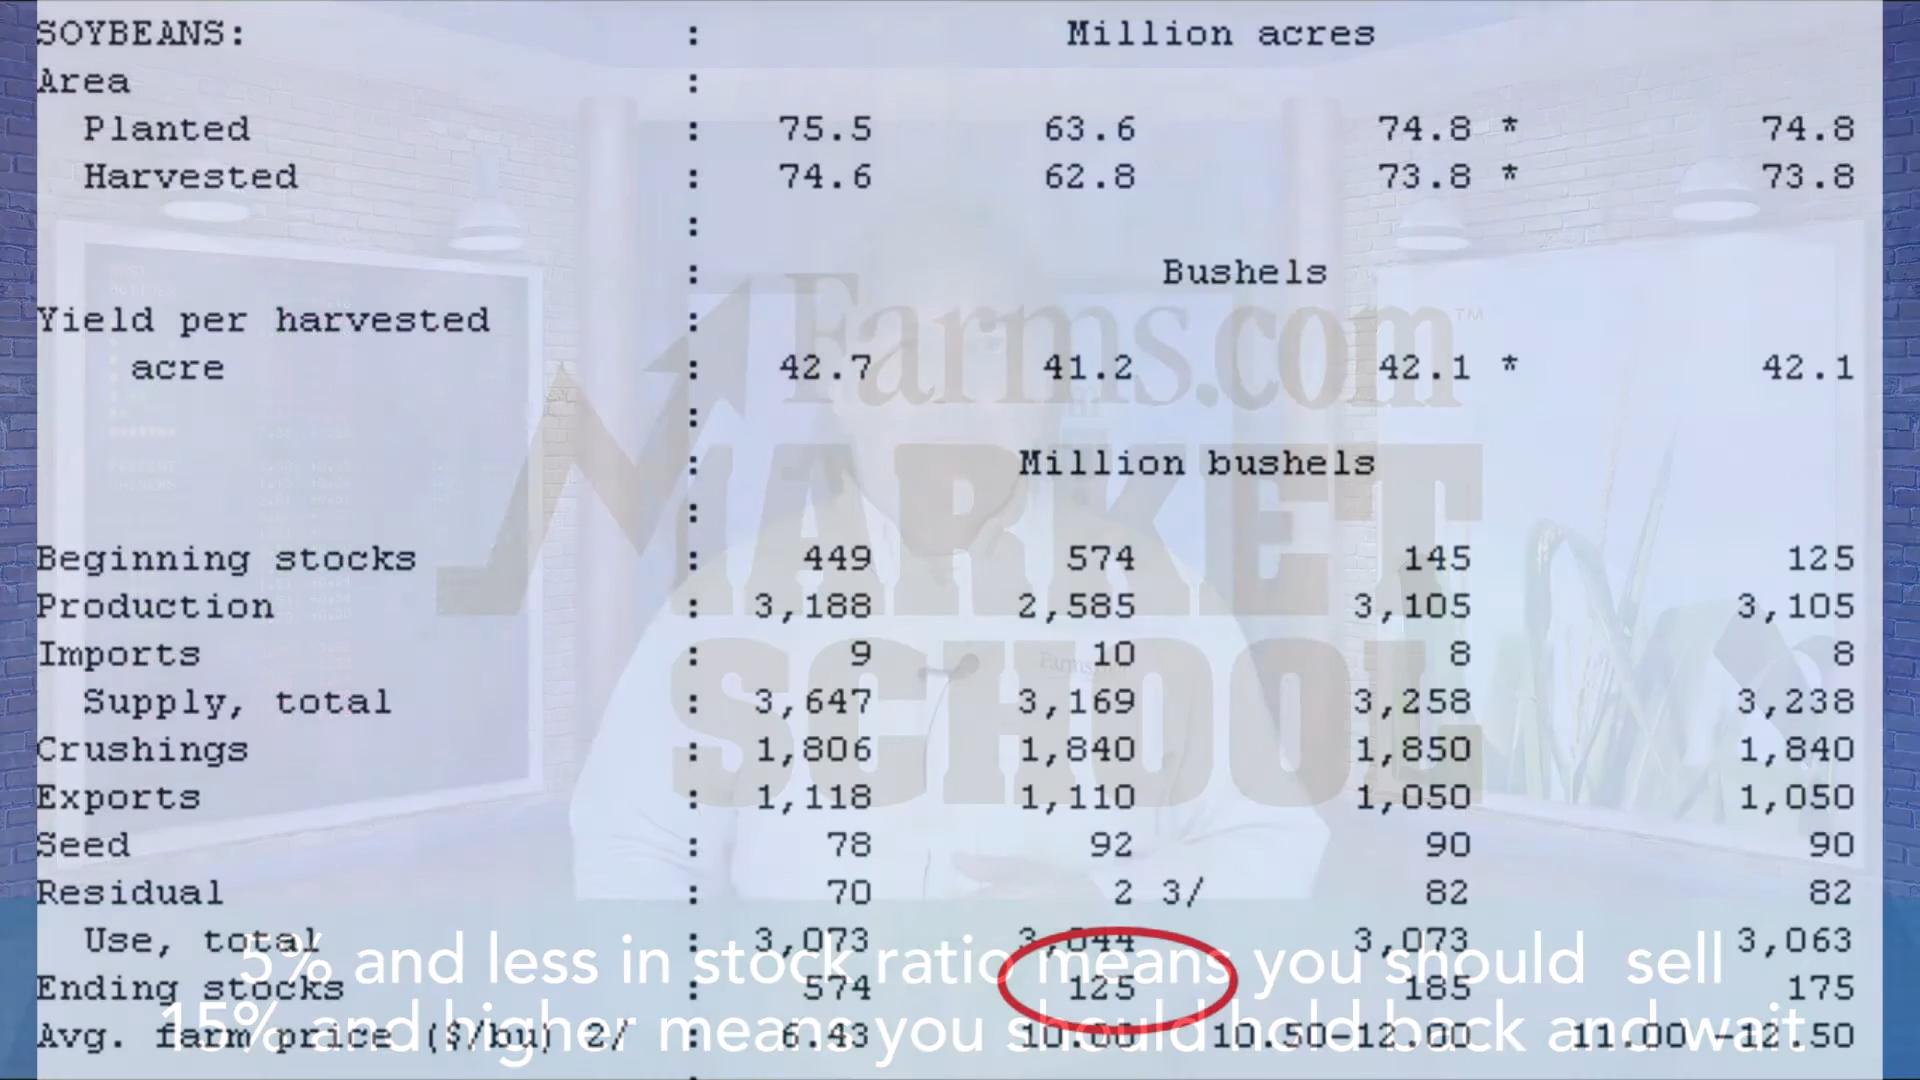 SOYBEANS: : Million acres
Area :
Planted : 75.5 63.6 74.8 * 74.8
Harvested : 74.6 62.8 73.8 * 73.8
:
: Bushels
Yield per harvested :
acre : 42.7 41.2 42.1 * 42.1
:
: Million bushels
:
Beginning stocks : 449 574 145 125
Production : 3,188 2,585 3,105 3,105
Imports : 9 10 8 8
Supply, total : 3,647 3,169 3,258 3,238
Crushings : 1,806 1,840 1,850 1,840
Exports : 1,118 1,110 1,050 1,050
Seed : 78 92 90 90
Residual : 70 2 3/ 82 82
Use, total : 3,073 3,044 3,073 3,063
Ending stocks : 574 125 185 175
Avg. farm price ($/bu) 2/ : 6.43 10.00 10.50-12.00 11.00 -12.50
Farms.com™
MARKET
SCHOOL
5% and less in stock ratio means you should sell
15% and higher means you should hold back and wait